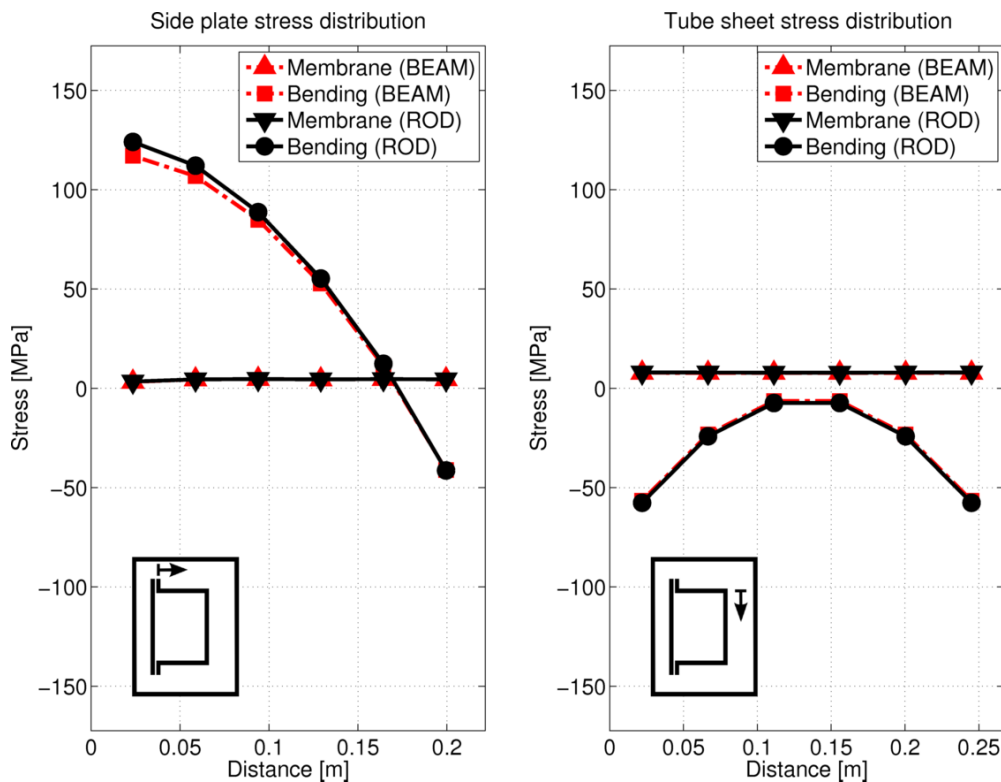 Side plate stress distribution
Membrane (BEAM)
Bending (BEAM)
Membrane (ROD)
Bending (ROD)
150
100
50
0
−50
−100
−150
Stress [MPa]
0
0.05
0.1
0.15
0.2
Distance [m]
Tube sheet stress distribution
Membrane (BEAM)
Bending (BEAM)
Membrane (ROD)
Bending (ROD)
150
100
50
0
−50
−100
−150
Stress [MPa]
0
0.05
0.1
0.15
0.2
0.25
Distance [m]